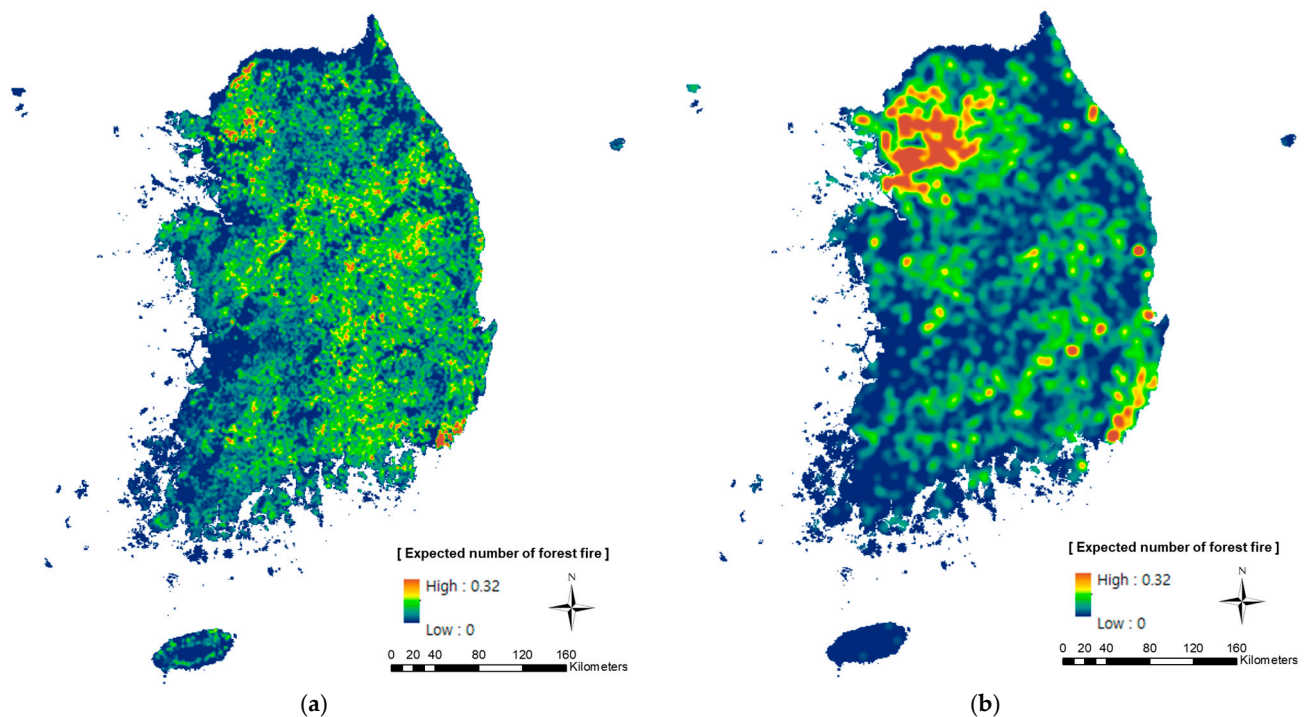 [ Expected number of forest fire ]
High : 0.32
N
Low : 0
0 20 40 80 120 160
Kilometers
(a)
[ Expected number of forest fire ]
High : 0.32
N
Low : 0
0 20 40 80 120 160
Kilometers
(b)